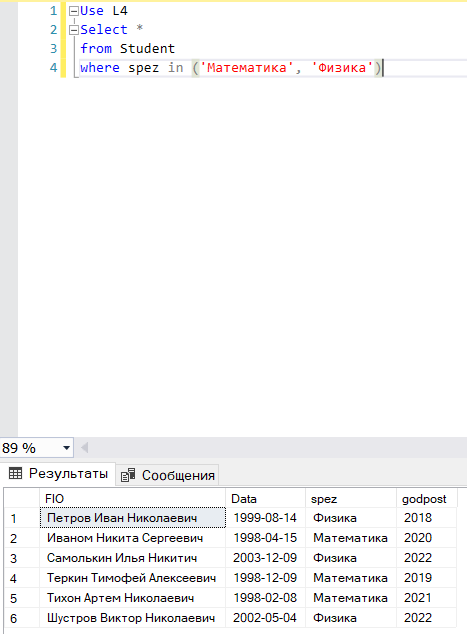 1 Use L4
2 Select *
3 from Student
4 where spez in ('Математика', 'Физика')
89 %
Результаты Сообщения
FIO Data spez godpost
1 Петров Иван Николаевич 1999-08-14 Физика 2018
2 Иваном Никита Сергеевич 1998-04-15 Математика 2020
3 Самолькин Илья Никитич 2003-12-09 Физика 2022
4 Теркин Тимофей Алексеевич 1998-12-09 Математика 2019
5 Тихон Артем Николаевич 1998-02-08 Математика 2021
6 Шустров Виктор Николаевич 2002-05-04 Физика 2022